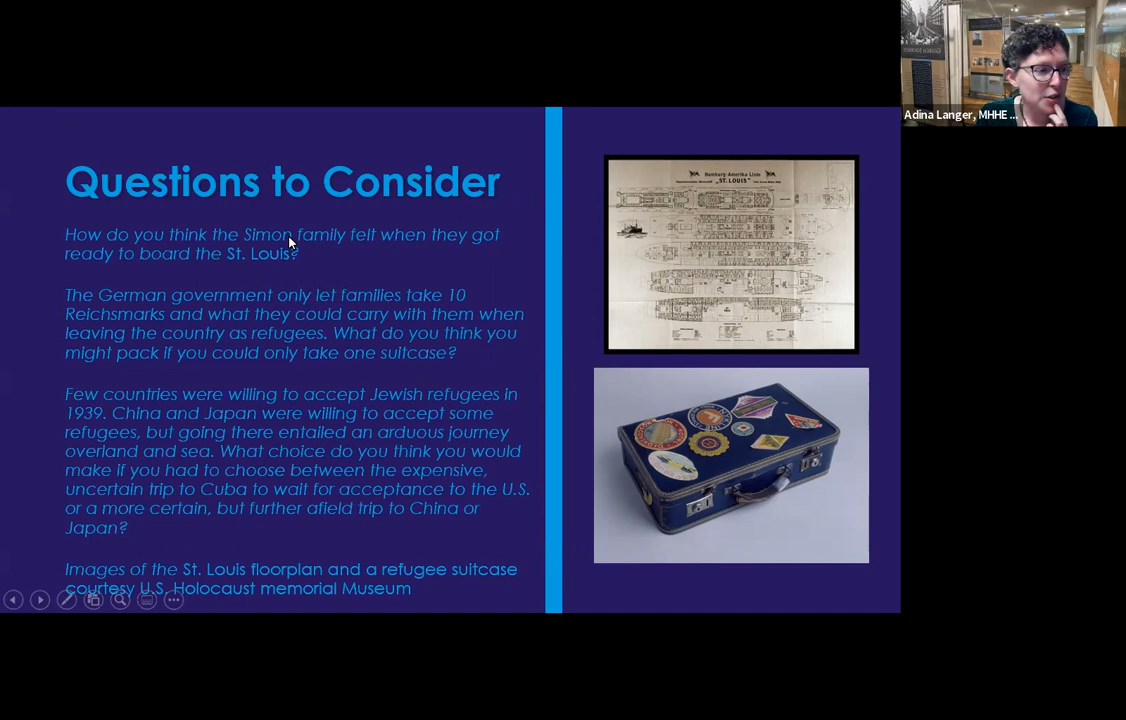 Adina Langer, MHHE ...
Questions to Consider
How do you think the Simon family felt when they got
ready to board the St. Louis?
The German government only let families take 10
Reichsmarks and what they could carry with them when
leaving the country as refugees. What do you think you
might pack if you could only take one suitcase?
Few countries were willing to accept Jewish refugees in
1939. China and Japan were willing to accept some
refugees, but going there entailed an arduous journey
overland and sea. What choice do you think you would
make if you had to choose between the expensive,
uncertain trip to Cuba to wait for acceptance to the U.S.
or a more certain, but further afield trip to China or
Japan?
Images of the St. Louis floorplan and a refugee suitcase
courtesy U.S. Holocaust memorial Museum
Hamburg-Amerika Linie
"ST. LOUIS"